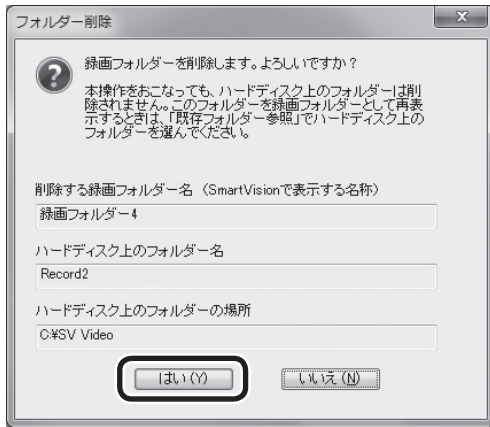 フォルダー削除
録画フォルダーを削除します。よろしいですか？
本操作をおこなっても、ハードディスク上のフォルダーは削
除されません。このフォルダーを録画フォルダーとして再表
示するときは、「既存フォルダー参照」でハードディスク上の
フォルダーを選んでください。
削除する録画フォルダー名（SmartVisionで表示する名称）
録画フォルダー4
ハードディスク上のフォルダー名
Record2
ハードディスク上のフォルダーの場所
C:¥SV Video
はい(Y) いいえ(N)